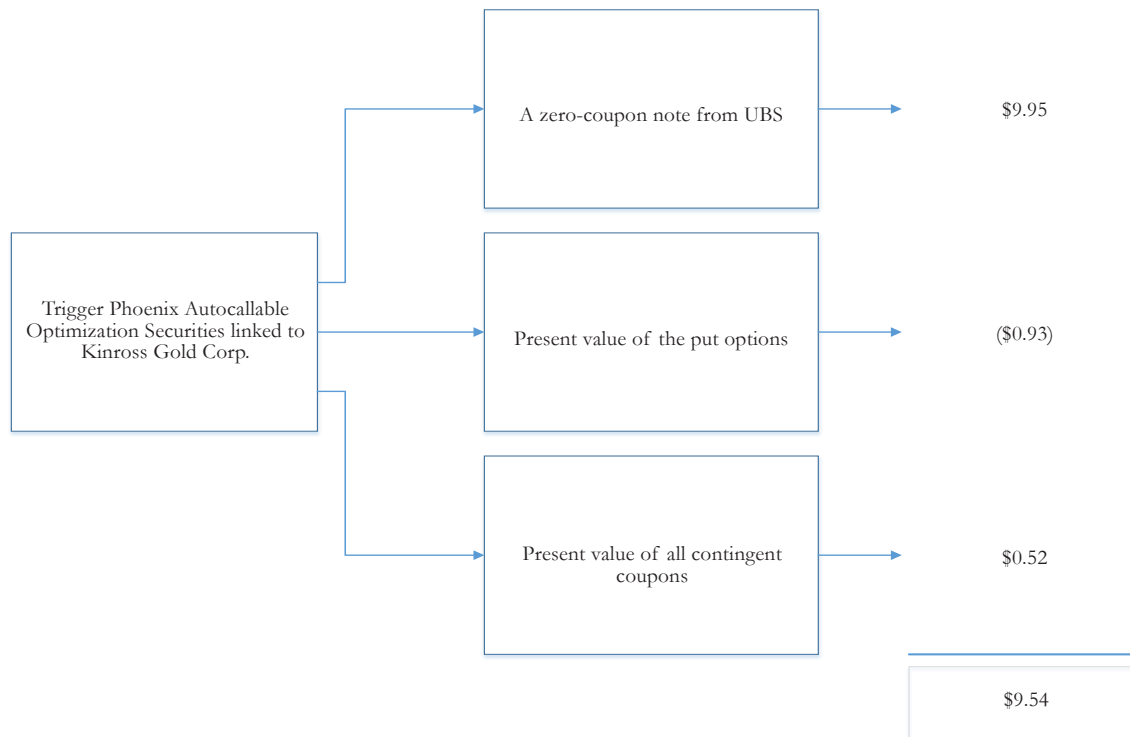 A zero-coupon note from UBS
$9.95
Trigger Phoenix Autocallable
Optimization Securities linked to
Kinross Gold Corp.
Present value of the put options
($0.93)
Present value of all contingent
coupons
$0.52
$9.54